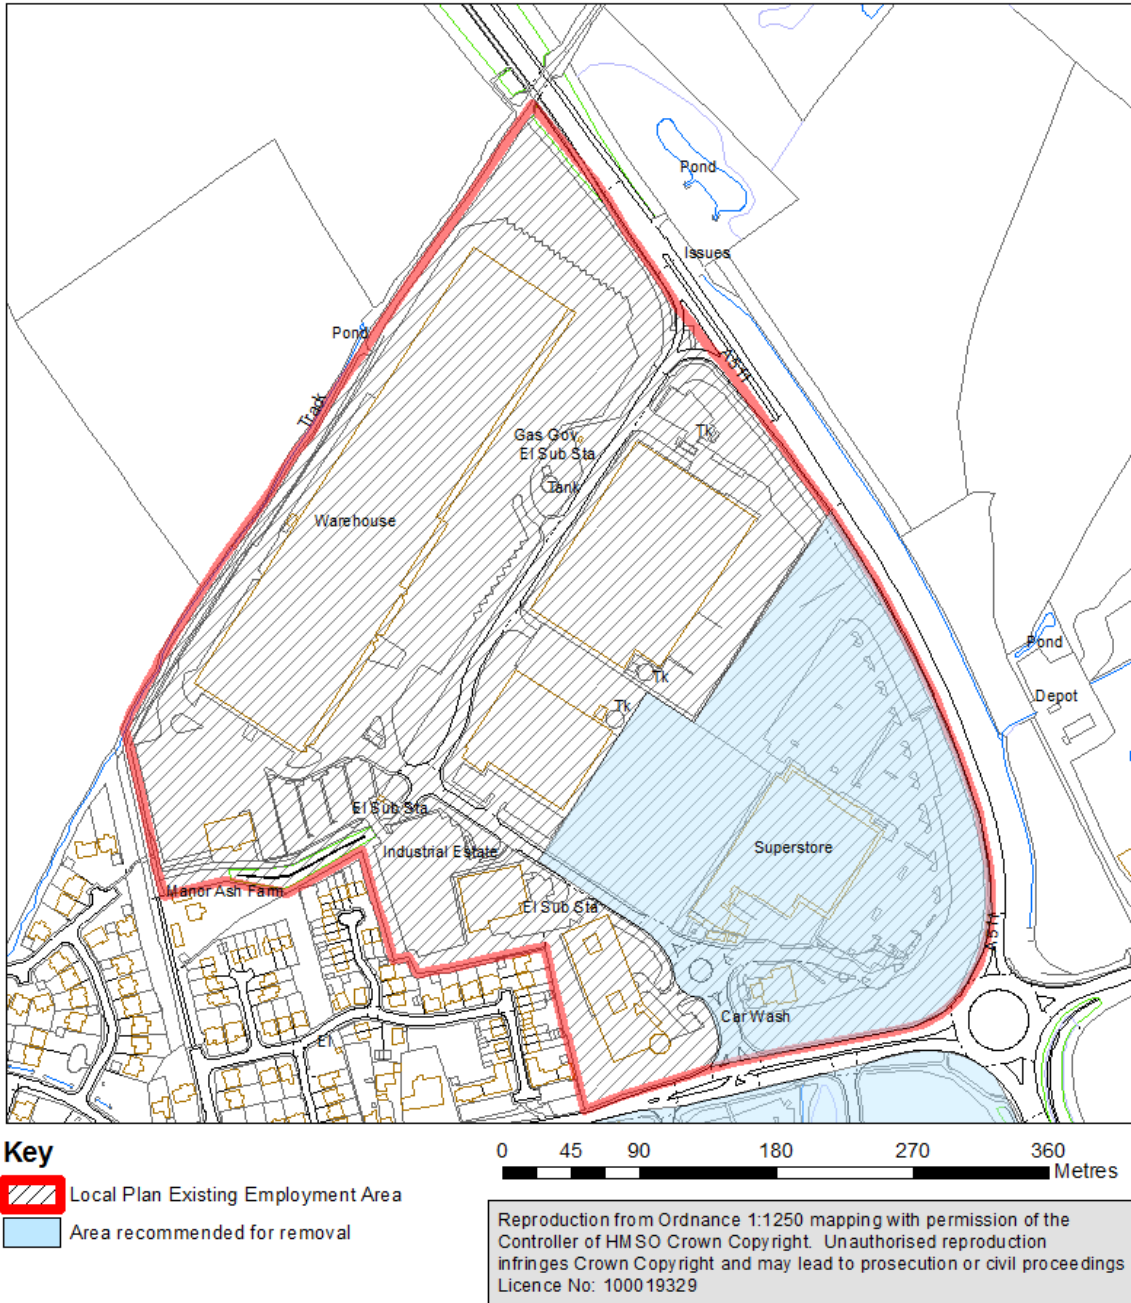 Pond
Issues
Pond
A511
Track
Tk
Gas Gov
El Sub Sta
Tank
Warehouse
Pond
Tk
Depot
Tk
El Sub Sta
Industrial Estate
Superstore
Manor Ash Farm
El Sub Sta
A511
Car Wash
El
Key
Local Plan Existing Employment Area
Area recommended for removal
0 45 90 180 270 360
Metres
Reproduction from Ordnance 1:1250 mapping with permission of the
Controller of HMSO Crown Copyright. Unauthorised reproduction
infringes Crown Copyright and may lead to prosecution or civil proceedings
Licence No: 100019329